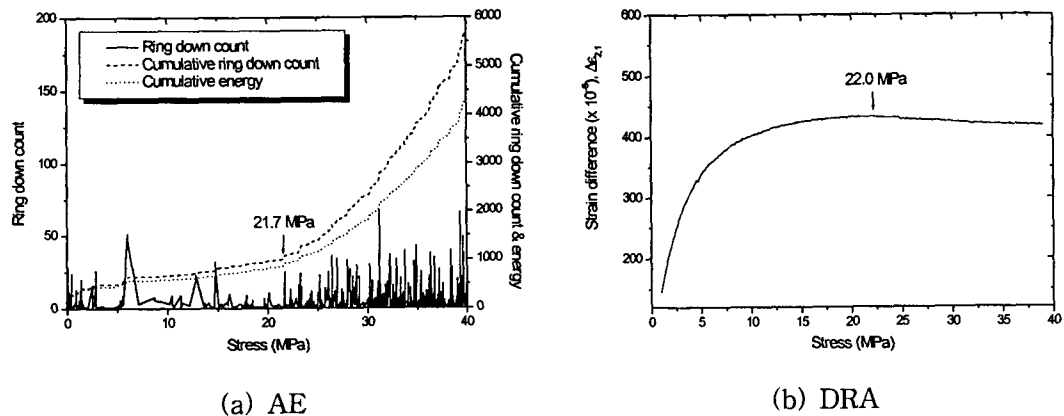 Ring down count
Cumulative ring down count
Cumulative energy
21.7 MPa
200
150
100
50
0
Ring down count
6000
5000
4000
3000
2000
1000
0
Cumulative ring down count & energy
0
10
20
30
40
Stress (MPa)
(a) AE
600
500
400
300
200
Strain difference (x 10⁻⁶), Δε₂,₁
22.0 MPa
0
5
10
15
20
25
30
35
40
Stress (MPa)
(b) DRA